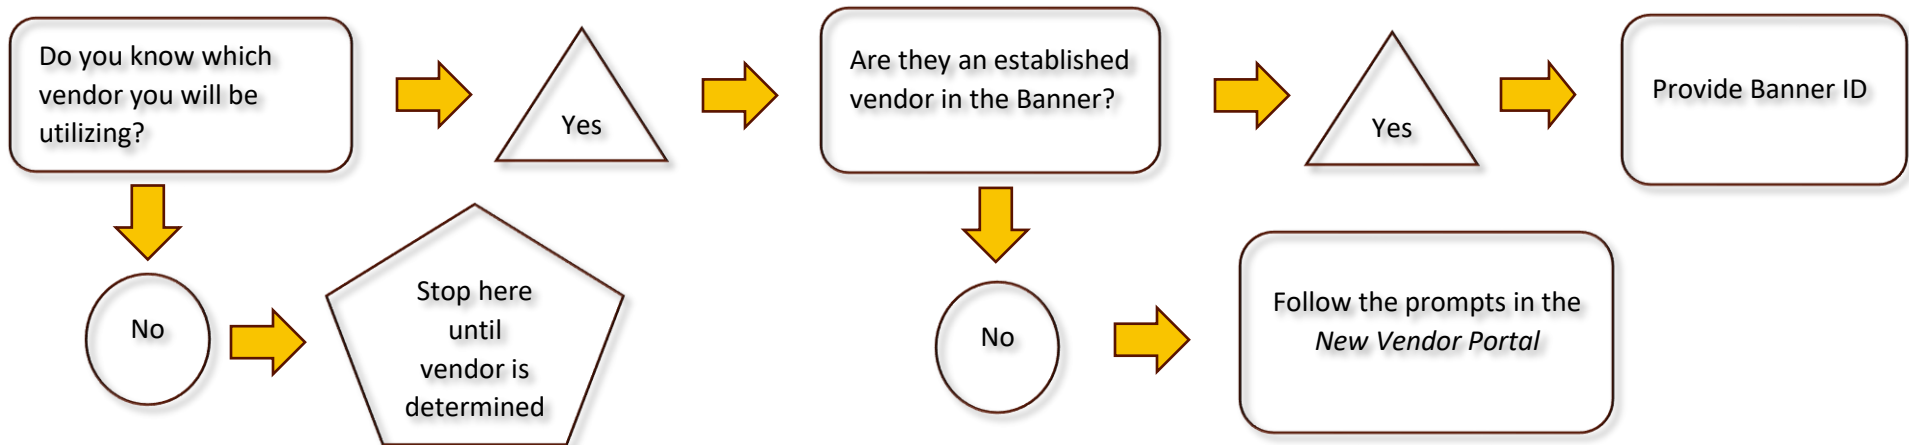 Do you know which
vendor you will be
utilizing?
Yes
Are they an established
vendor in the Banner?
Yes
Provide Banner ID
No
Stop here
until
vendor is
determined
No
Follow the prompts in the
New Vendor Portal